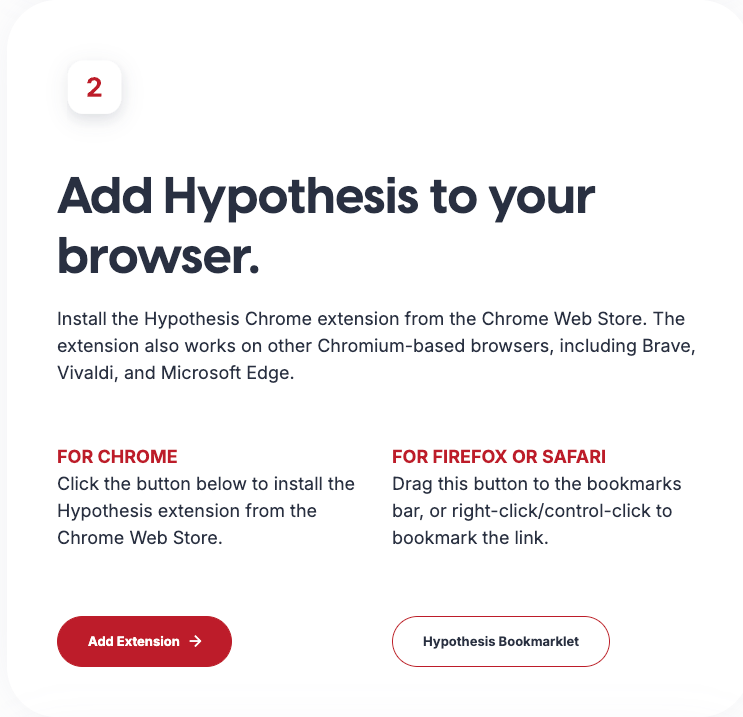 2
Add Hypothesis to your
browser.
Install the Hypothesis Chrome extension from the Chrome Web Store. The
extension also works on other Chromium-based browsers, including Brave,
Vivaldi, and Microsoft Edge.
FOR CHROME
Click the button below to install the
Hypothesis extension from the
Chrome Web Store.
Add Extension →
FOR FIREFOX OR SAFARI
Drag this button to the bookmarks
bar, or right-click/control-click to
bookmark the link.
Hypothesis Bookmarklet